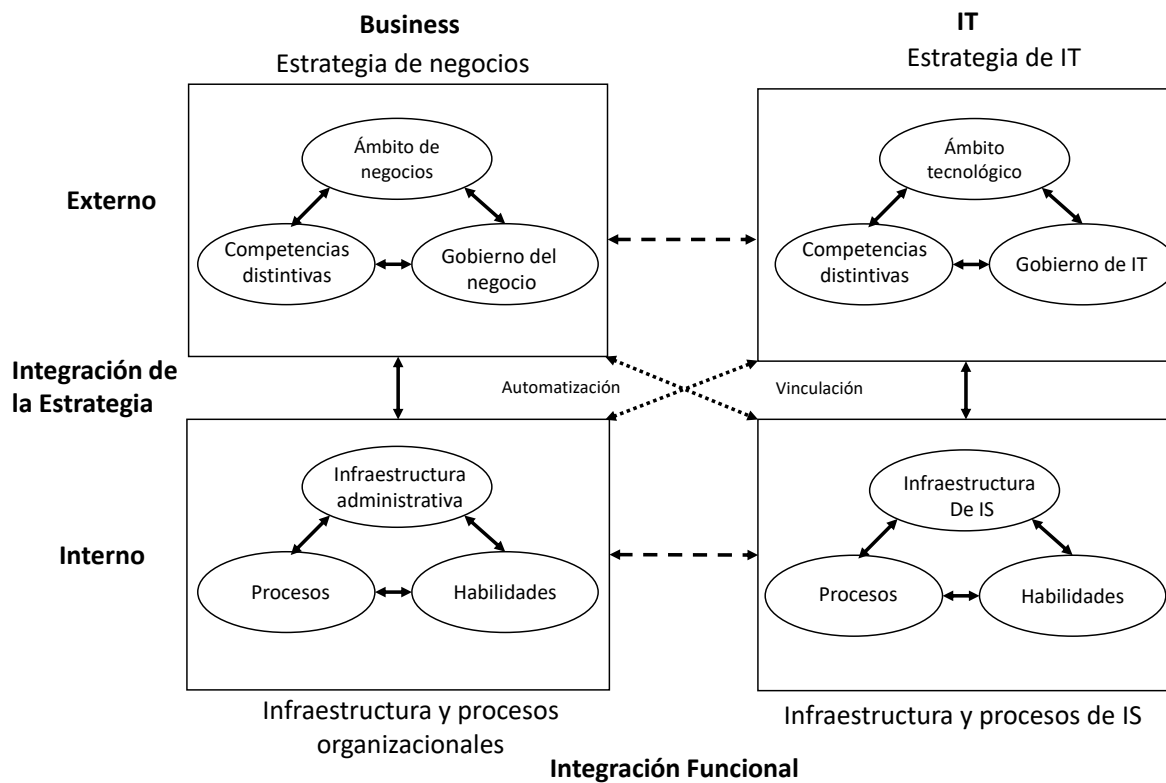 Business
IT
Estrategia de negocios
Estrategia de IT
Externo
Ámbito de
negocios
Competencias
distintivas
Gobierno del
negocio
Ámbito
tecnológico
Competencias
distintivas
Gobierno de IT
Integración de
la Estrategia
Automatización
Vinculación
Interno
Infraestructura
administrativa
Procesos
Habilidades
Infraestructura
De IS
Procesos
Habilidades
Infraestructura y procesos
organizacionales
Infraestructura y procesos de IS
Integración Funcional